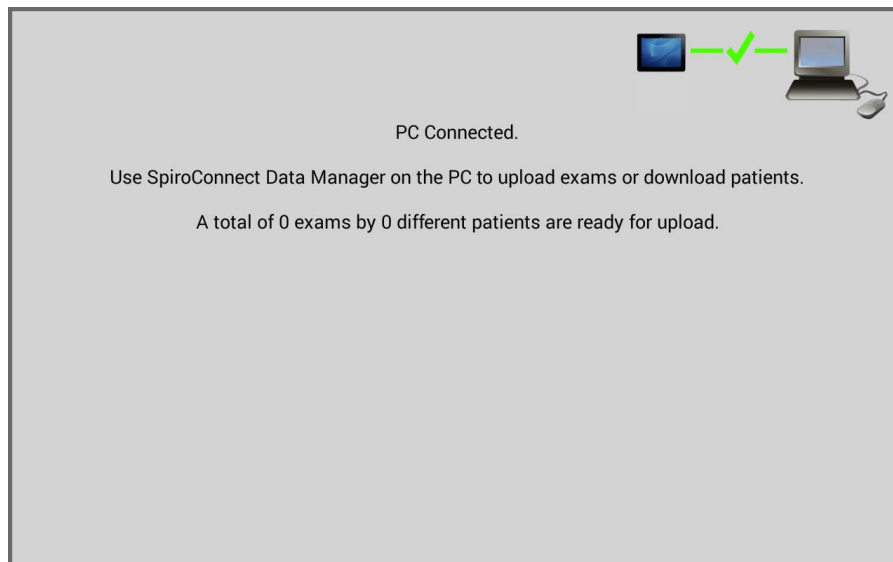 PC Connected.
Use SpiroConnect Data Manager on the PC to upload exams or download patients.
A total of 0 exams by 0 different patients are ready for upload.